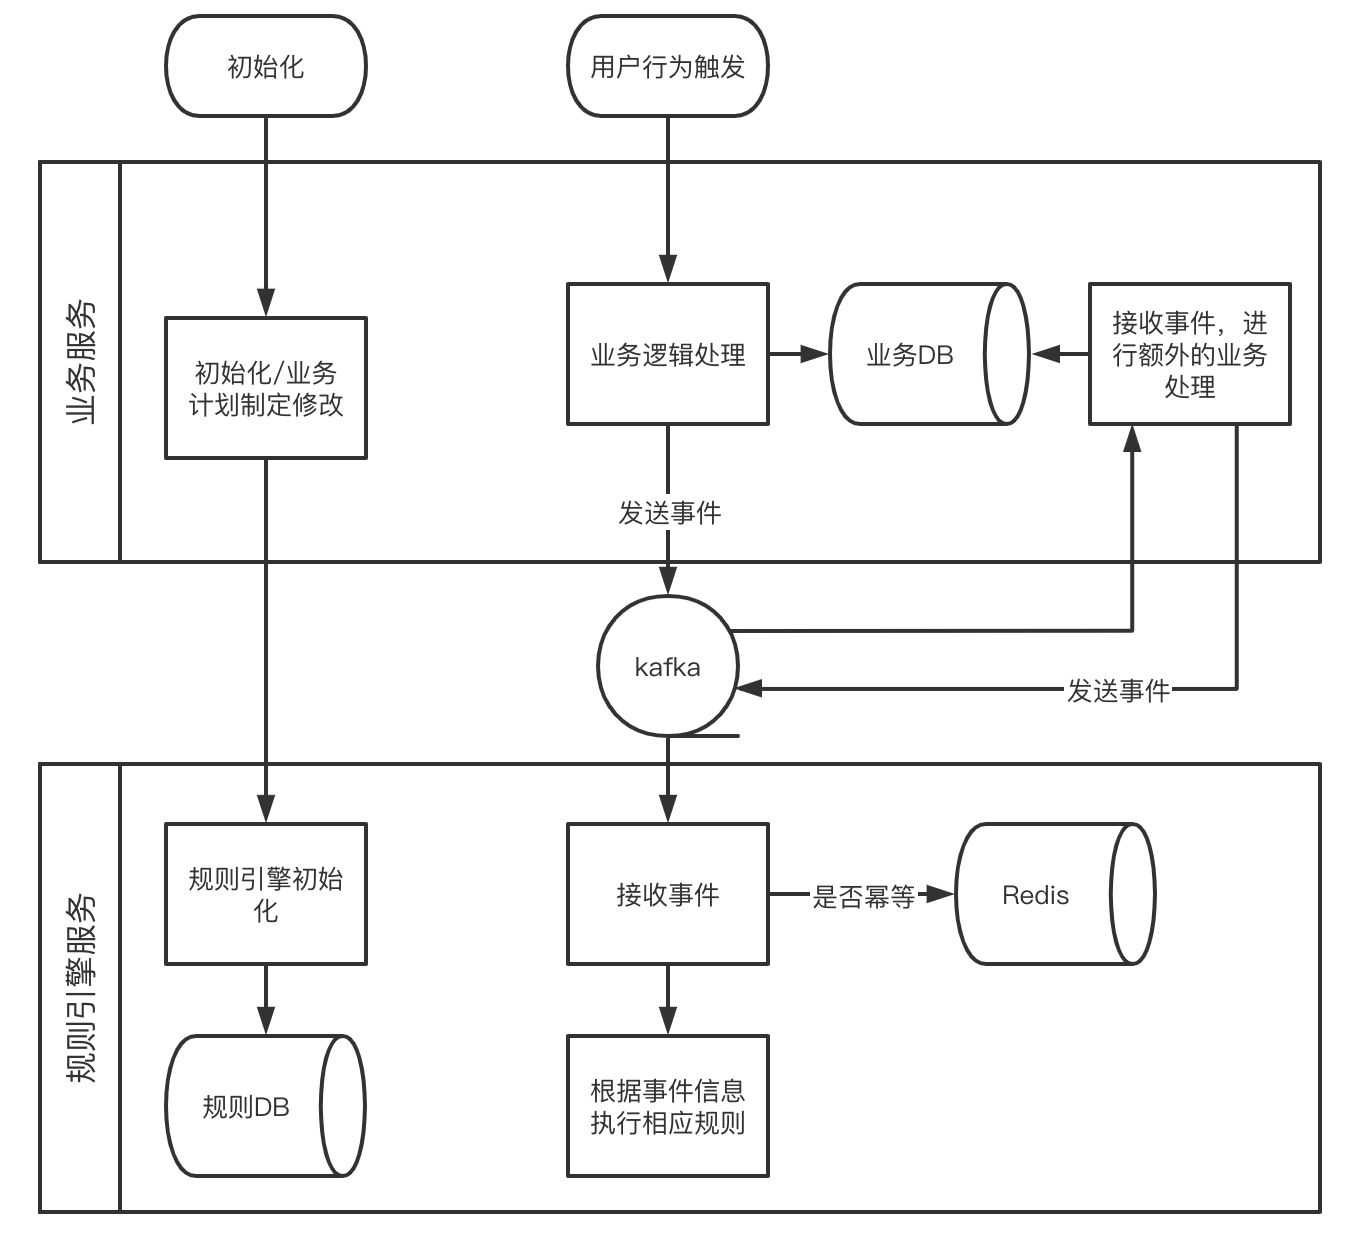 初始化
用户行为触发
业务服务
初始化/业务
计划制定修改
业务逻辑处理
业务DB
接收事件，进
行额外的业务
处理
发送事件
kafka
发送事件
规则引擎服务
规则引擎初始
化
接收事件
是否幂等
Redis
规则DB
根据事件信息
执行相应规则